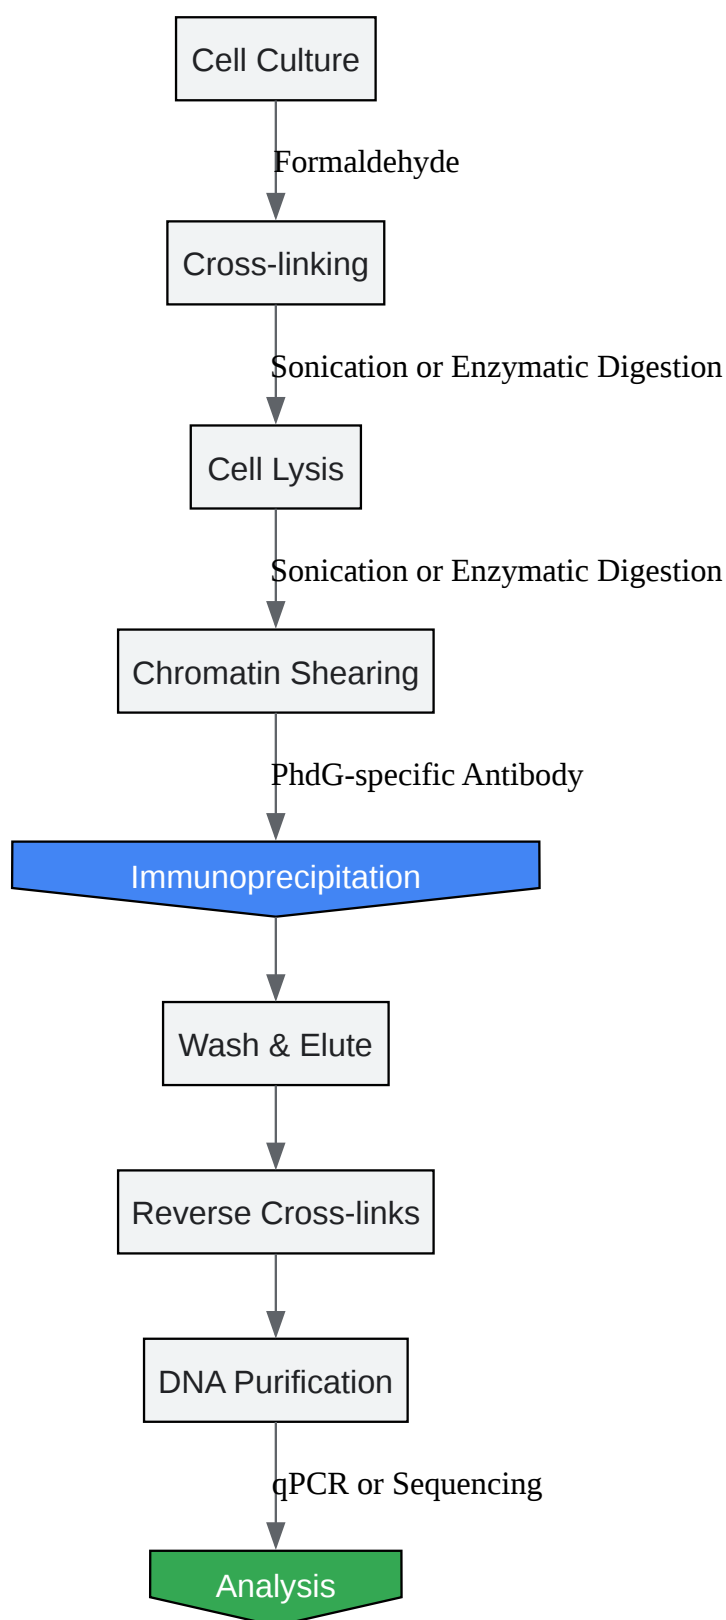 Cell Culture
Formaldehyde
Cross-linking
Sonication or Enzymatic Digestion
Cell Lysis
Sonication or Enzymatic Digestion
Chromatin Shearing
PhdG-specific Antibody
Immunoprecipitation
Wash & Elute
Reverse Cross-links
DNA Purification
qPCR or Sequencing
Analysis